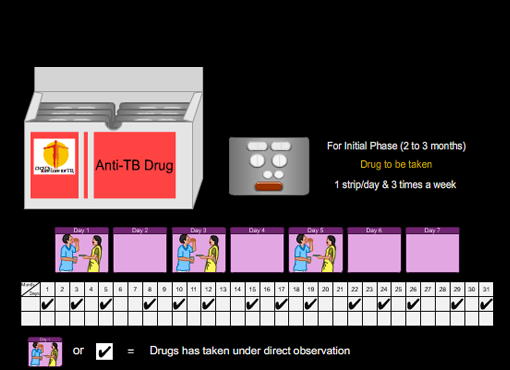 Anti-TB Drug
For Initial Phase (2 to 3 months)
Drug to be taken
1 strip/day & 3 times a week
Day 1 Day 2 Day 3 Day 4 Day 5 Day 6 Day 7
Month
Days 1 2 3 4 5 6 7 8 9 10 11 12 13 14 15 16 17 18 19 20 21 22 23 24 25 26 27 28 29 30 31
Day 1
or ✔ = Drugs has taken under direct observation